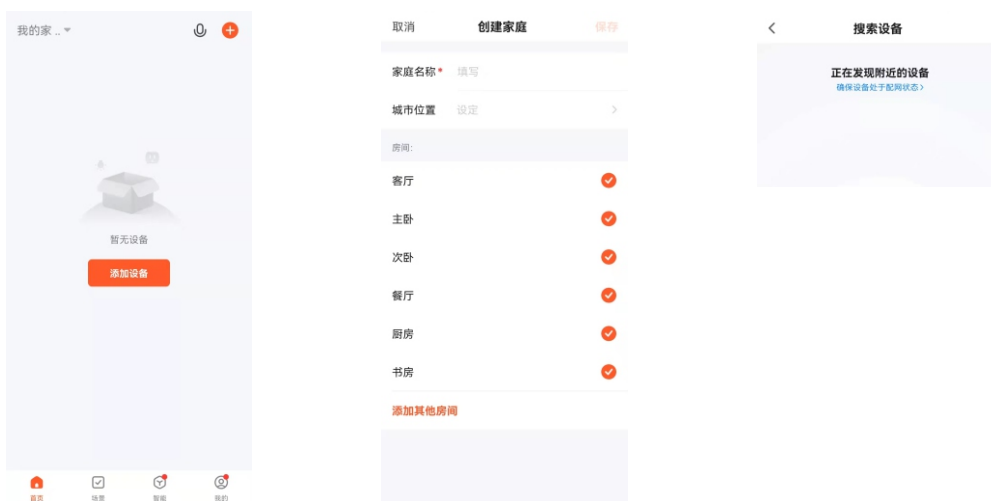 我的家 ..
暂无设备
添加设备
首页
场景
智能
我的
取消
创建家庭
保存
家庭名称*
填写
城市位置
设定
房间:
客厅
主卧
次卧
餐厅
厨房
书房
添加其他房间
搜索设备
正在发现附近的设备
确保设备处于配网状态